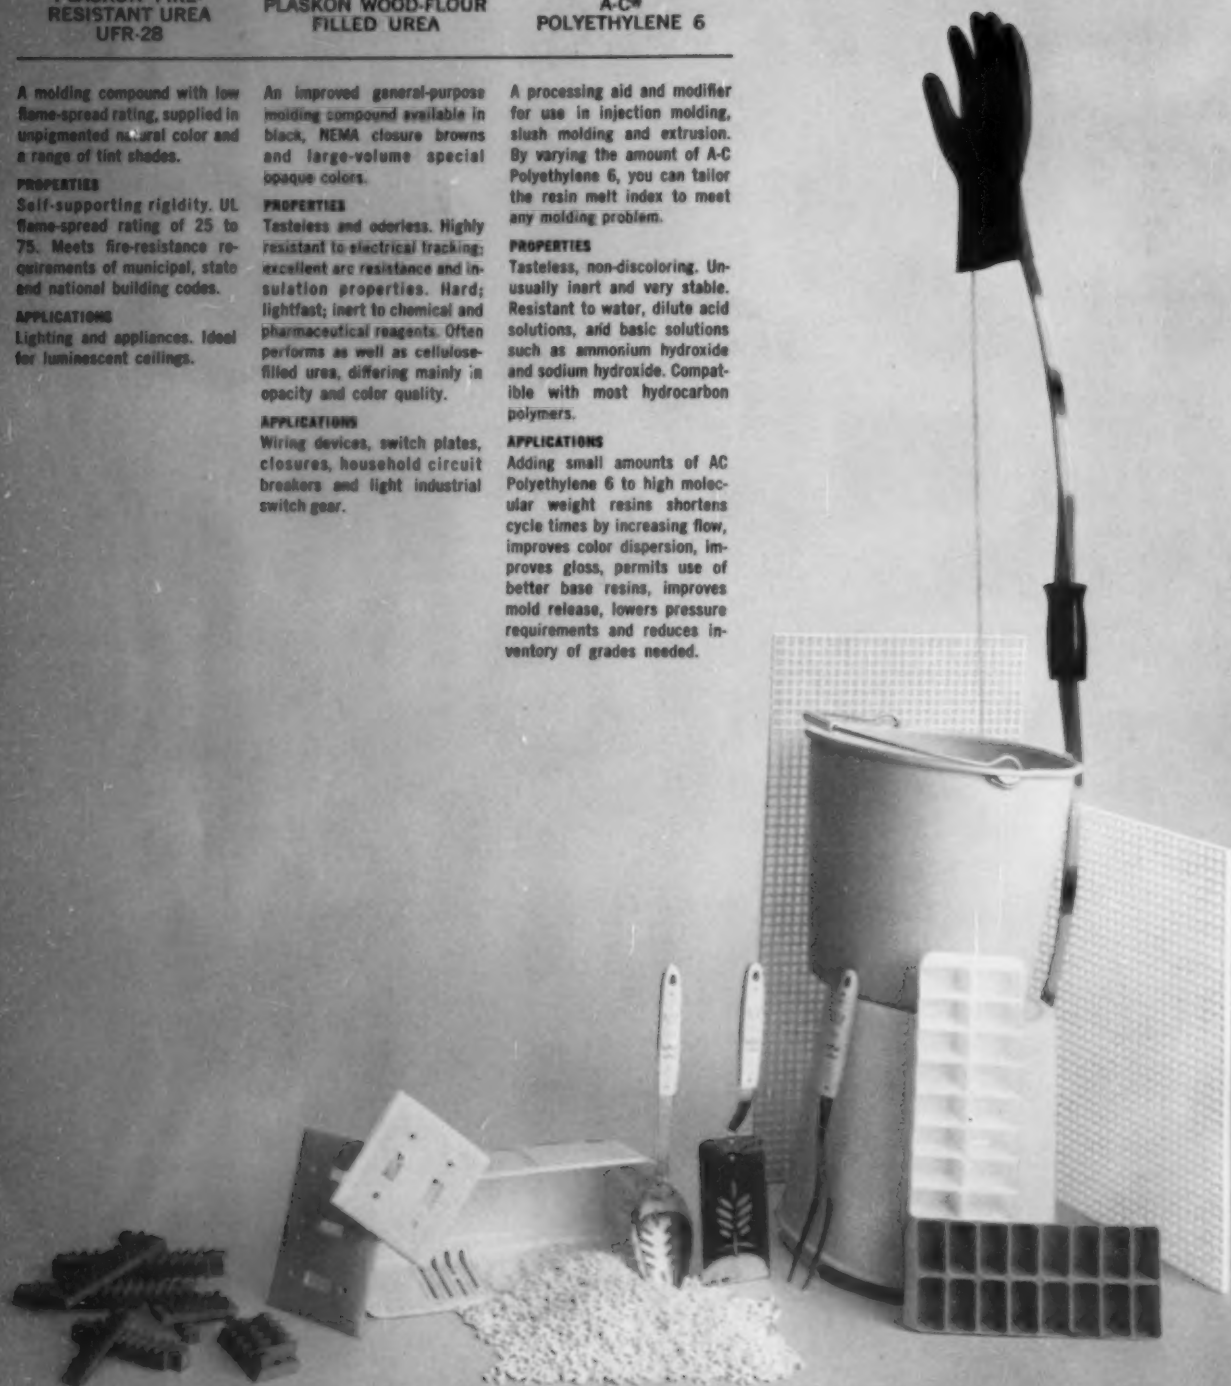 RESISTANT UREA
UFR-28
A molding compound with low
flame-spread rating, supplied in
unpigmented natural color and
a range of tint shades.
PROPERTIES
Self-supporting rigidity. UL
flame-spread rating of 25 to
75. Meets fire-resistance re-
quirements of municipal, state
and national building codes.
APPLICATIONS
Lighting and appliances. Ideal
for luminescent ceilings.
PLASKON WOOD-FLOUR
FILLED UREA
An improved general-purpose
molding compound available in
black, NEMA closure browns
and large-volume special
opaque colors.
PROPERTIES
Tasteless and odorless. Highly
resistant to electrical tracking;
excellent arc resistance and in-
sulation properties. Hard;
lightfast; inert to chemical and
pharmaceutical reagents. Often
performs as well as cellulose-
filled urea, differing mainly in
opacity and color quality.
APPLICATIONS
Wiring devices, switch plates,
closures, household circuit
breakers and light industrial
switch gear.
A-C®
POLYETHYLENE 6
A processing aid and modifier
for use in injection molding,
slush molding and extrusion.
By varying the amount of A-C
Polyethylene 6, you can tailor
the resin melt index to meet
any molding problem.
PROPERTIES
Tasteless, non-discoloring. Un-
usually inert and very stable.
Resistant to water, dilute acid
solutions, and basic solutions
such as ammonium hydroxide
and sodium hydroxide. Compat-
ible with most hydrocarbon
polymers.
APPLICATIONS
Adding small amounts of AC
Polyethylene 6 to high molec-
ular weight resins shortens
cycle times by increasing flow,
improves color dispersion, im-
proves gloss, permits use of
better base resins, improves
mold release, lowers pressure
requirements and reduces in-
ventory of grades needed.